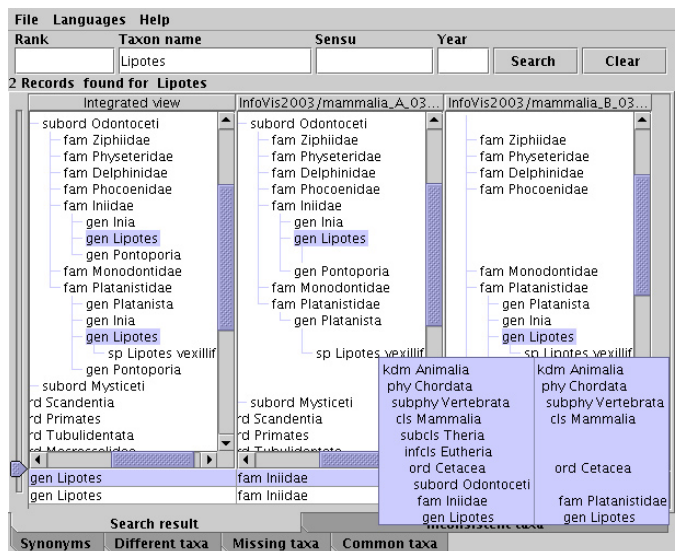 File Languages Help
Rank Taxon name Sensu Year
Lipotes Search Clear
2 Records found for Lipotes
Integrated view InfoVis2003/mammalia_A_03... InfoVis2003/mammalia_B_03...
subord Odontoceti subord Odontoceti
fam Ziphiidae fam Ziphiidae fam Ziphiidae
fam Physeteridae fam Physeteridae fam Physeteridae
fam Delphinidae fam Delphinidae fam Delphinidae
fam Phocoenidae fam Phocoenidae fam Phocoenidae
fam Iniidae fam Iniidae
gen Inia gen Inia
gen Lipotes gen Lipotes
gen Pontoporia gen Pontoporia
fam Monodontidae fam Monodontidae fam Monodontidae
fam Platanistidae fam Platanistidae fam Platanistidae
gen Platanista gen Platanista gen Platanista
gen Inia gen Inia
gen Lipotes gen Lipotes
sp Lipotes vexillif sp Lipotes vexillif sp Lipotes vexillif
gen Pontoporia
kdm Animalia kdm Animalia
phy Chordata phy Chordata
subord Mysticeti subord Mysticeti subphy Vertebrata subphy Vertebrata
rd Scandentia rd Scandentia cls Mammalia cls Mammalia
rd Primates rd Primates subcls Theria
rd Tubulidentata infcls Eutheria
gen Lipotes fam Iniidae ord Cetacea ord Cetacea
subord Odontoceti
gen Lipotes fam Iniidae fam Iniidae fam Platanistidae
gen Lipotes gen Lipotes
Search result Inconsistent taxa
Synonyms Different taxa Missing taxa Common taxa